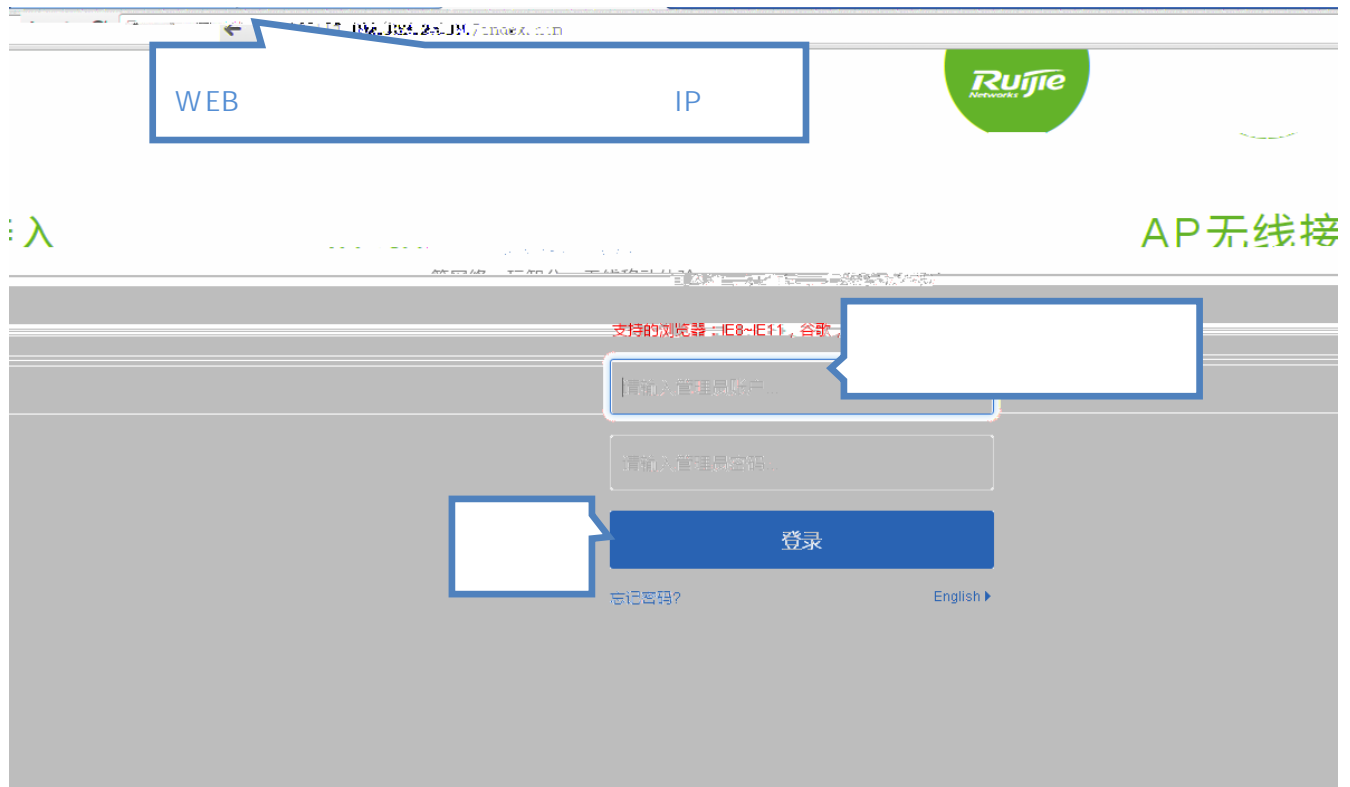 /index.htm
WEB IP
Ruijie
Networks
入
AP无线接
支持的浏览器：IE8~IE11，谷歌，
请输入管理员账户...
请输入管理员密码...
登录
忘记密码?
English